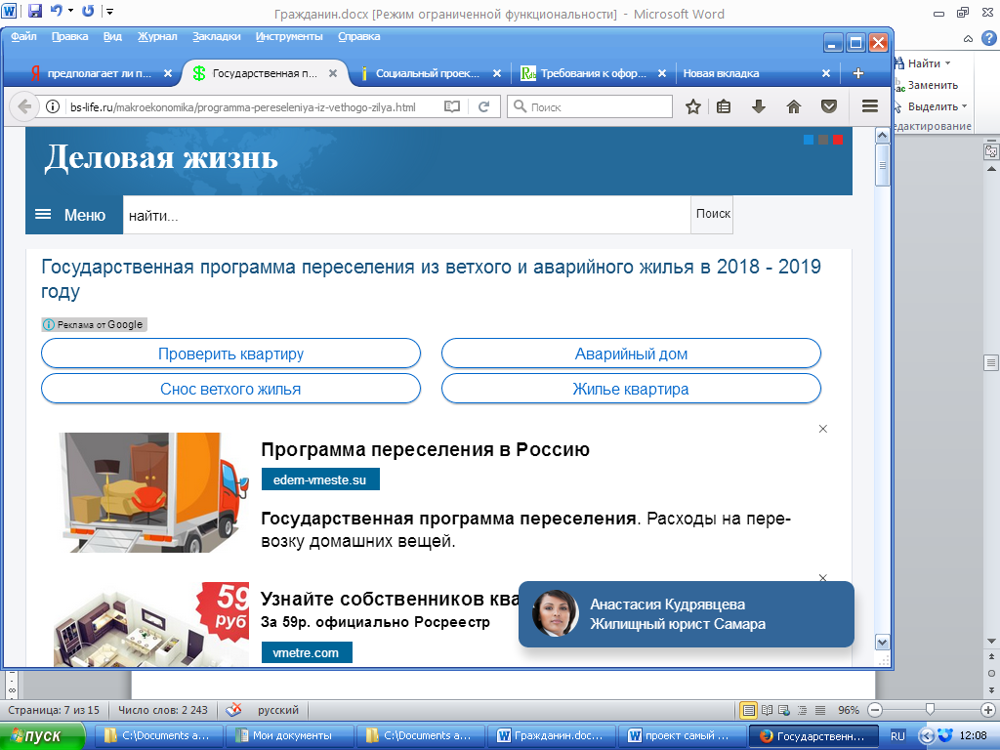 Гражданин.docx [Режим ограниченной функциональности] - Microsoft Word
Файл Правка Вид Журнал Закладки Инструменты Справка
предполагает ли п...
Государственная п...
Социальный проек...
Требования к офор...
Новая вкладка
bs-life.ru/makroekonomika/programma-pereseleniya-iz-vethogo-zilya.html
Поиск
Найти
Заменить
Выделить
едактирование
Деловая жизнь
Меню
найти...
Поиск
Государственная программа переселения из ветхого и аварийного жилья в 2018 - 2019
году
Реклама от Google
Проверить квартиру
Аварийный дом
Снос ветхого жилья
Жилье квартира
Программа переселения в Россию
edem-vmeste.su
Государственная программа переселения. Расходы на пере-
возку домашних вещей.
59
руб
Узнайте собственников ква
За 59р. официально Росреестр
vmetre.com
Анастасия Кудрявцева
Жилищный юрист Самара
Страница: 7 из 15
Число слов: 2 243
русский
96%
пуск
C:\Documents a...
Мои документы
C:\Documents a...
Гражданин.doc...
проект самый ...
Государственн...
RU
12:08